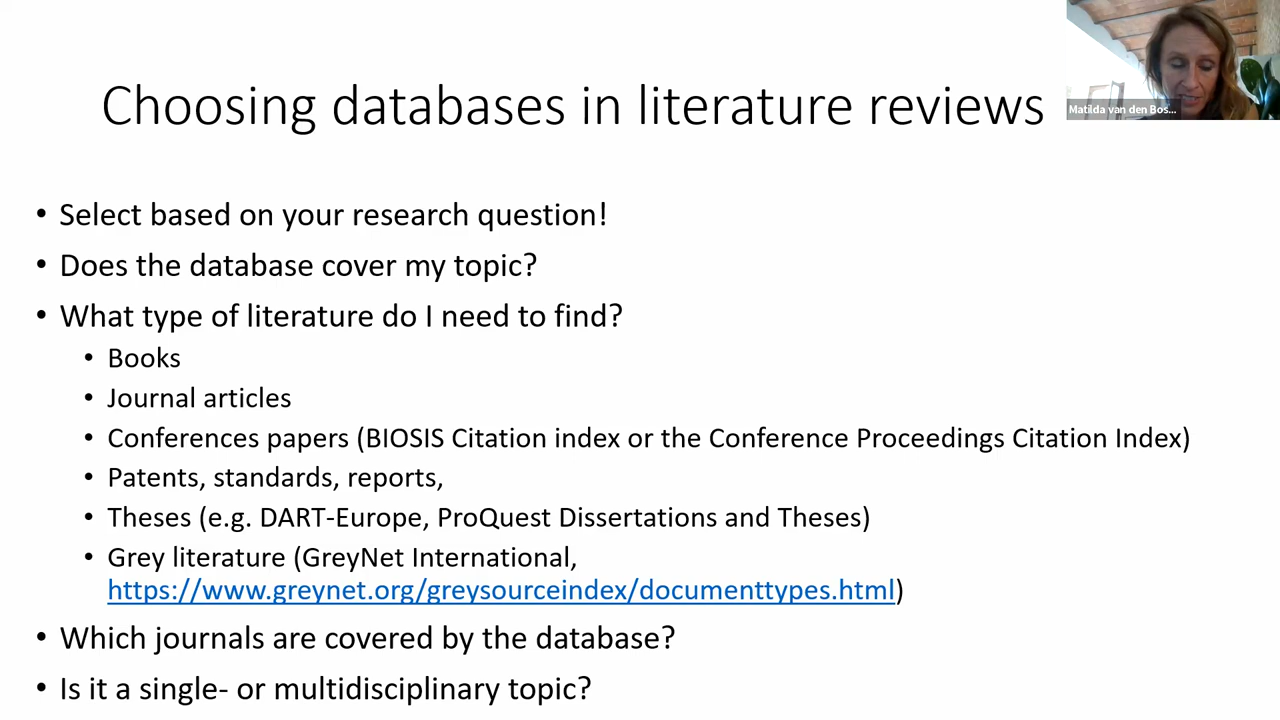 Choosing databases in literature reviews
Matilda van den Bos...
• Select based on your research question!
• Does the database cover my topic?
• What type of literature do I need to find?
• Books
• Journal articles
• Conferences papers (BIOSIS Citation index or the Conference Proceedings Citation Index)
• Patents, standards, reports,
• Theses (e.g. DART-Europe, ProQuest Dissertations and Theses)
• Grey literature (GreyNet International,
https://www.greynet.org/greysourceindex/documenttypes.html)
• Which journals are covered by the database?
• Is it a single- or multidisciplinary topic?